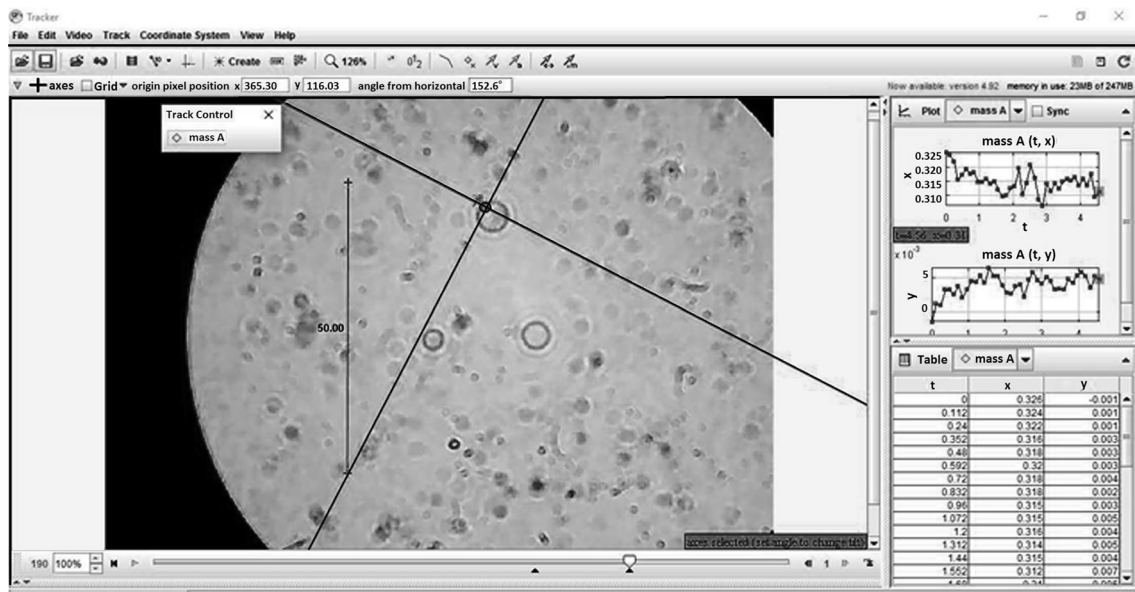 Tracker
File Edit Video Track Coordinate System View Help
Create 126%
axes Grid origin pixel position x 365.30 y 116.03 angle from horizontal 152.6° Now available: version 4.92 memory in use: 23MB of 247MB
Track Control
mass A
50.00
axes selected (set angle to change tilt)
190 100% 1
Plot mass A Sync
mass A (t, x)
0.325
0.320
0.315
0.310
x
0 1 2 3 4
t
t=4.56 x=0.31
x 10⁻³
mass A (t, y)
5
0
y
0 1 2 3 4
Table mass A
t x y
0 0.326 -0.001
0.112 0.324 0.001
0.24 0.322 0.001
0.352 0.316 0.003
0.48 0.318 0.003
0.592 0.32 0.003
0.72 0.318 0.004
0.832 0.318 0.002
0.96 0.315 0.003
1.072 0.315 0.005
1.2 0.316 0.004
1.312 0.314 0.005
1.44 0.315 0.004
1.552 0.312 0.007